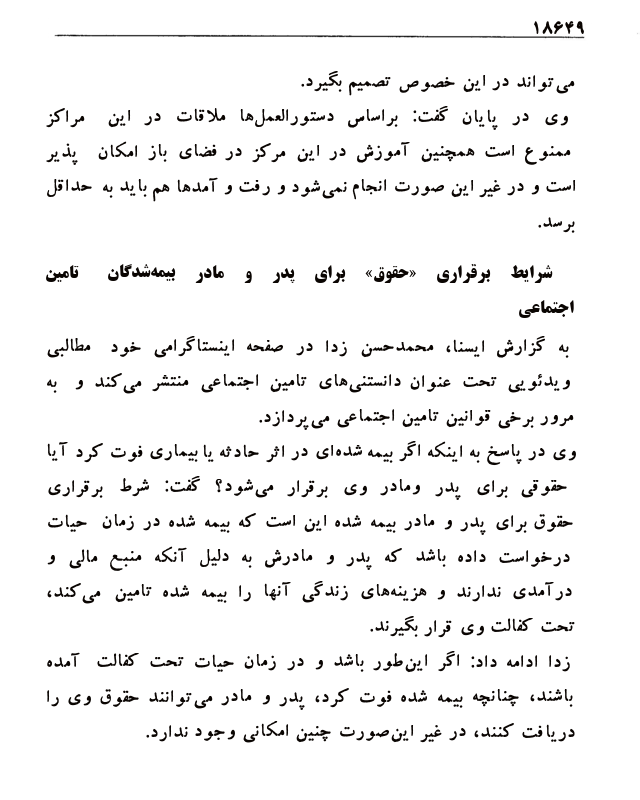 ۱۸۶۴۹
می‌تواند در این خصوص تصمیم بگیرد.
وی در پایان گفت: براساس دستورالعمل‌ها ملاقات در این مراکز
ممنوع است همچنین آموزش در این مرکز در فضای باز امکان پذیر
است و در غیر این صورت انجام نمی‌شود و رفت و آمدها هم باید به حداقل
برسد.
شرایط برقراری «حقوق» برای پدر و مادر بیمه‌شدگان تامین
اجتماعی
به گزارش ایسنا، محمدحسن زدا در صفحه اینستاگرامی خود مطالبی
ویدئویی تحت عنوان دانستنی‌های تامین اجتماعی منتشر می‌کند و به
مرور برخی قوانین تامین اجتماعی می‌پردازد.
وی در پاسخ به اینکه اگر بیمه شده‌ای در اثر حادثه یا بیماری فوت کرد آیا
حقوقی برای پدر ومادر وی برقرار می‌شود؟ گفت: شرط برقراری
حقوق برای پدر و مادر بیمه شده این است که بیمه شده در زمان حیات
درخواست داده باشد که پدر و مادرش به دلیل آنکه منبع مالی و
درآمدی ندارند و هزینه‌های زندگی آنها را بیمه شده تامین می‌کند،
تحت کفالت وی قرار بگیرند.
زدا ادامه داد: اگر این‌طور باشد و در زمان حیات تحت کفالت آمده
باشند، چنانچه بیمه شده فوت کرد، پدر و مادر می‌توانند حقوق وی را
دریافت کنند، در غیر این‌صورت چنین امکانی وجود ندارد.